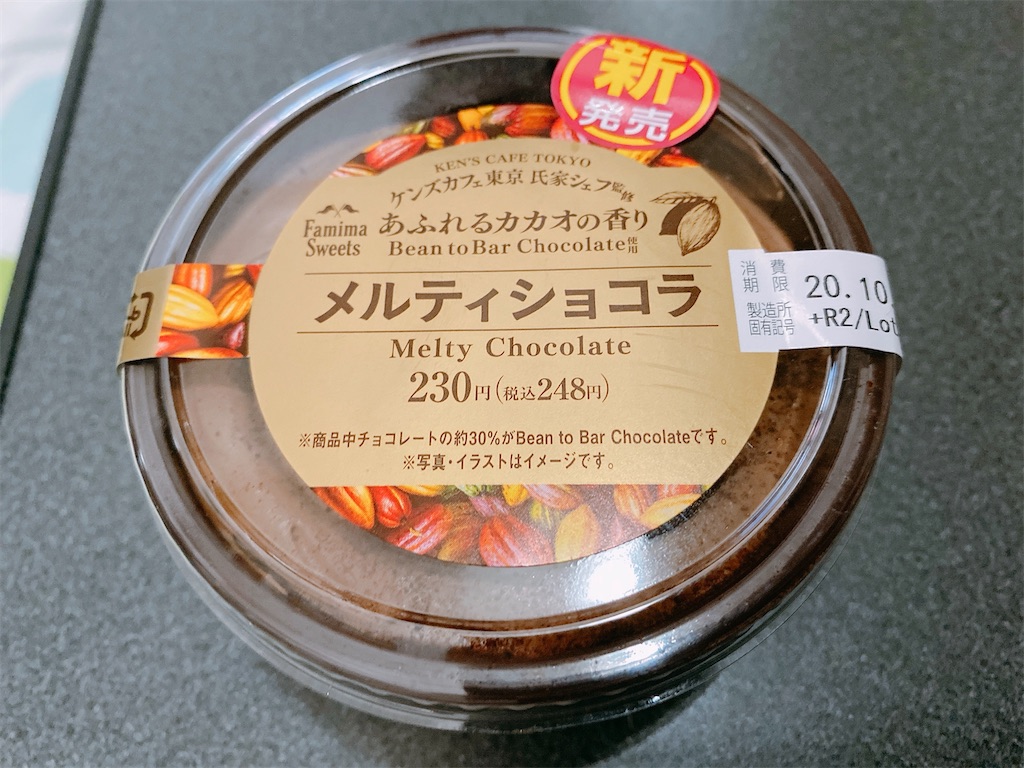 新
発売
KEN'S CAFE TOKYO
ケンズカフェ東京 氏家シェフ監修
Famima
Sweets
あふれるカカオの香り
Bean to Bar Chocolate使用
メルティショコラ
Melty Chocolate
230円(税込248円)
※商品中チョコレートの約30%がBean to Bar Chocolateです。
※写真・イラストはイメージです。
消費
期限
20.10.
製造所
固有記号
+R2/Lot